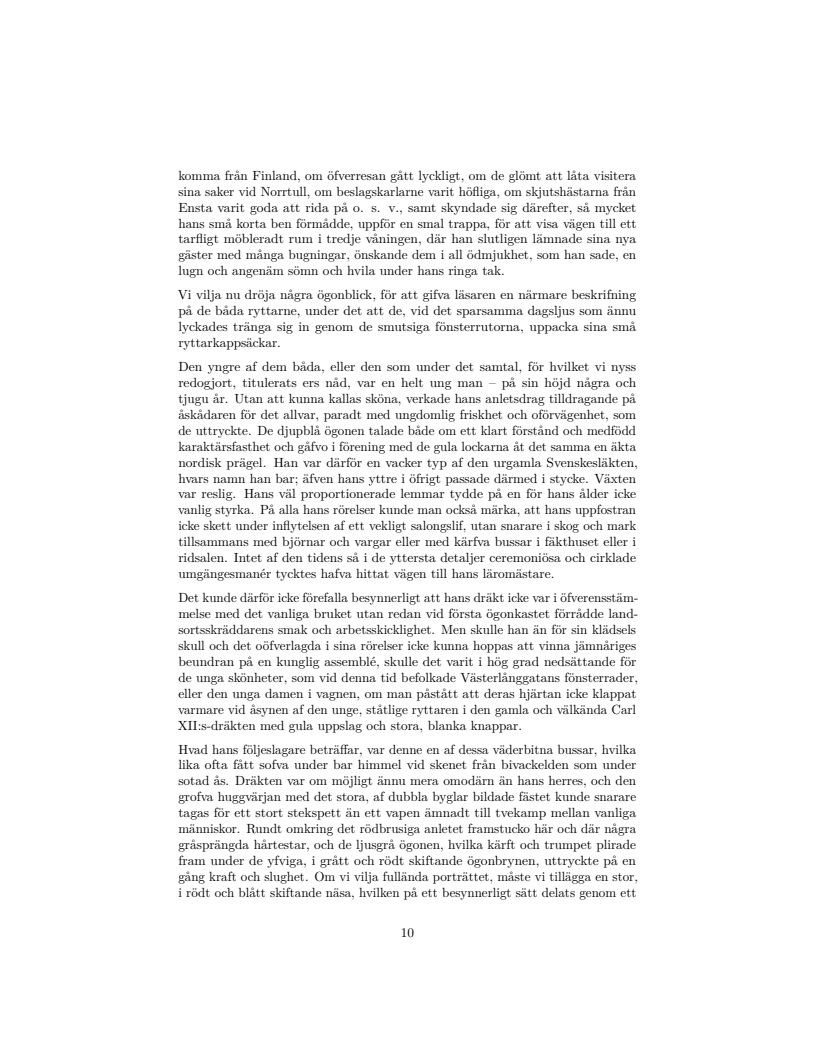 komma från Finland, om öfverresan gått lyckligt, om de glömt att låta visitera
sina saker vid Norrtull, om beslagskarlarne varit höfliga, om skjutshästarna från
Ensta varit goda att rida på o. s. v., samt skyndade sig därefter, så mycket
hans små korta ben förmådde, uppför en smal trappa, för att visa vägen till ett
tarfligt möbleradt rum i tredje våningen, där han slutligen lämnade sina nya
gäster med många bugningar, önskande dem i all ödmjukhet, som han sade, en
lugn och angenäm sömn och hvila under hans ringa tak.
Vi vilja nu dröja några ögonblick, för att gifva läsaren en närmare beskrifning
på de båda ryttarne, under det att de, vid det sparsamma dagsljus som ännu
lyckades tränga sig in genom de smutsiga fönsterrutorna, uppacka sina små
ryttarkappsäckar.
Den yngre af dem båda, eller den som under det samtal, för hvilket vi nyss
redogjort, titulerats ers nåd, var en helt ung man – på sin höjd några och
tjugu år. Utan att kunna kallas sköna, verkade hans anletsdrag tilldragande på
åskådaren för det allvar, paradt med ungdomlig friskhet och oförvägenhet, som
de uttryckte. De djupblå ögonen talade både om ett klart förstånd och medfödd
karaktärsfasthet och gåfvo i förening med de gula lockarna åt det samma en äkta
nordisk prägel. Han var därför en vacker typ af den urgamla Svenskesläkten,
hvars namn han bar; äfven hans yttre i öfrigt passade därmed i stycke. Växten
var reslig. Hans väl proportionerade lemmar tydde på en för hans ålder icke
vanlig styrka. På alla hans rörelser kunde man också märka, att hans uppfostran
icke skett under inflytelsen af ett vekligt salongslif, utan snarare i skog och mark
tillsammans med björnar och vargar eller med kärfva bussar i fäkthuset eller i
ridsalen. Intet af den tidens så i de yttersta detaljer ceremoniösa och cirklade
umgängesmanér tycktes hafva hittat vägen till hans läromästare.
Det kunde därför icke förefalla besynnerligt att hans dräkt icke var i öfverensstäm-
melse med det vanliga bruket utan redan vid första ögonkastet förrådde land-
sortsskräddarens smak och arbetsskicklighet. Men skulle han än för sin klädsels
skull och det oöfverlagda i sina rörelser icke kunna hoppas att vinna jämnåriges
beundran på en kunglig assemblé, skulle det varit i hög grad nedsättande för
de unga skönheter, som vid denna tid befolkade Västerlånggatans fönsterrader,
eller den unga damen i vagnen, om man påstått att deras hjärtan icke klappat
varmare vid åsynen af den unge, ståtlige ryttaren i den gamla och välkända Carl
XII:s-dräkten med gula uppslag och stora, blanka knappar.
Hvad hans följeslagare beträffar, var denne en af dessa väderbitna bussar, hvilka
lika ofta fått sofva under bar himmel vid skenet från bivackelden som under
sotad ås. Dräkten var om möjligt ännu mera omodärn än hans herres, och den
grofva huggvärjan med det stora, af dubbla byglar bildade fästet kunde snarare
tagas för ett stort stekspett än ett vapen ämnadt till tvekamp mellan vanliga
människor. Rundt omkring det rödbrusiga anletet framstucko här och där några
gråsprängda hårtestar, och de ljusgrå ögonen, hvilka kärft och trumpet plirade
fram under de yfviga, i grått och rödt skiftande ögonbrynen, uttryckte på en
gång kraft och slughet. Om vi vilja fullända porträttet, måste vi tillägga en stor,
i rödt och blått skiftande näsa, hvilken på ett besynnerligt sätt delats genom ett
10